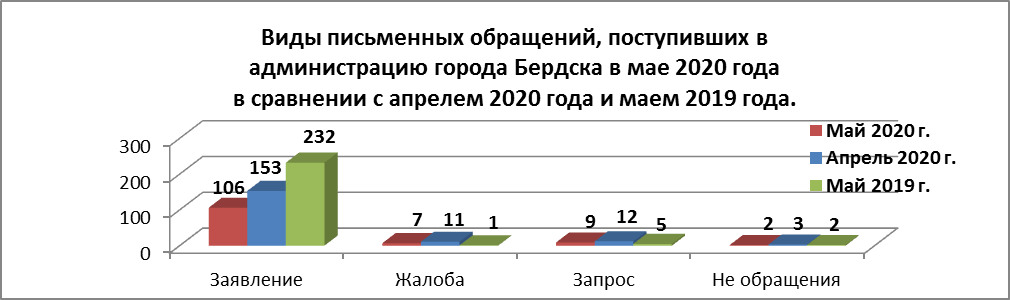 Виды письменных обращений, поступивших в
администрацию города Бердска в мае 2020 года
в сравнении с апрелем 2020 года и маем 2019 года.
300
200
100
0
106
153
232
7
11
1
9
12
5
2
3
2
Май 2020 г.
Апрель 2020 г.
Май 2019 г.
Заявление
Жалоба
Запрос
Не обращения